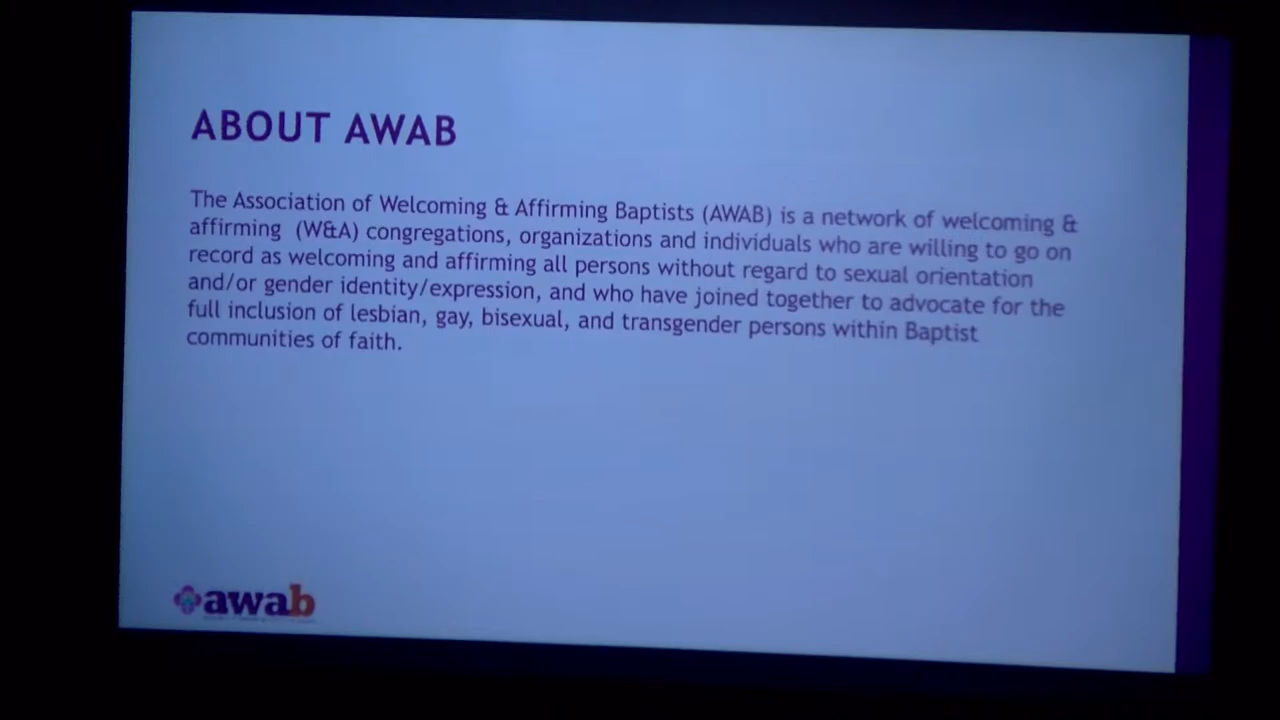 ABOUT AWAB
The Association of Welcoming & Affirming Baptists (AWAB) is a network of welcoming &
affirming (W&A) congregations, organizations and individuals who are willing to go on
record as welcoming and affirming all persons without regard to sexual orientation
and/or gender identity/expression, and who have joined together to advocate for the
full inclusion of lesbian, gay, bisexual, and transgender persons within Baptist
communities of faith.
awab